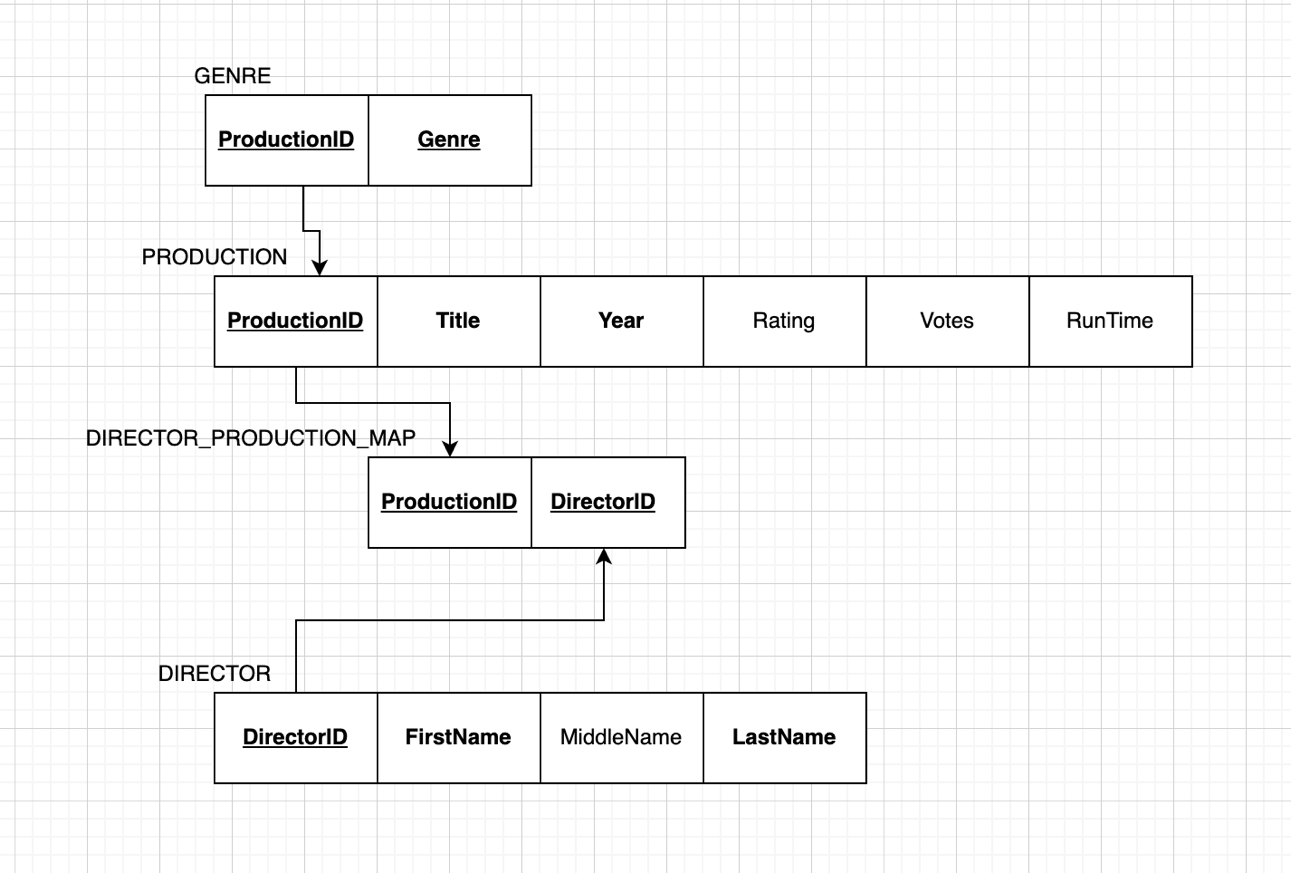 GENRE
ProductionID Genre
PRODUCTION
ProductionID Title Year Rating Votes RunTime
DIRECTOR_PRODUCTION_MAP
ProductionID DirectorID
DIRECTOR
DirectorID FirstName MiddleName LastName